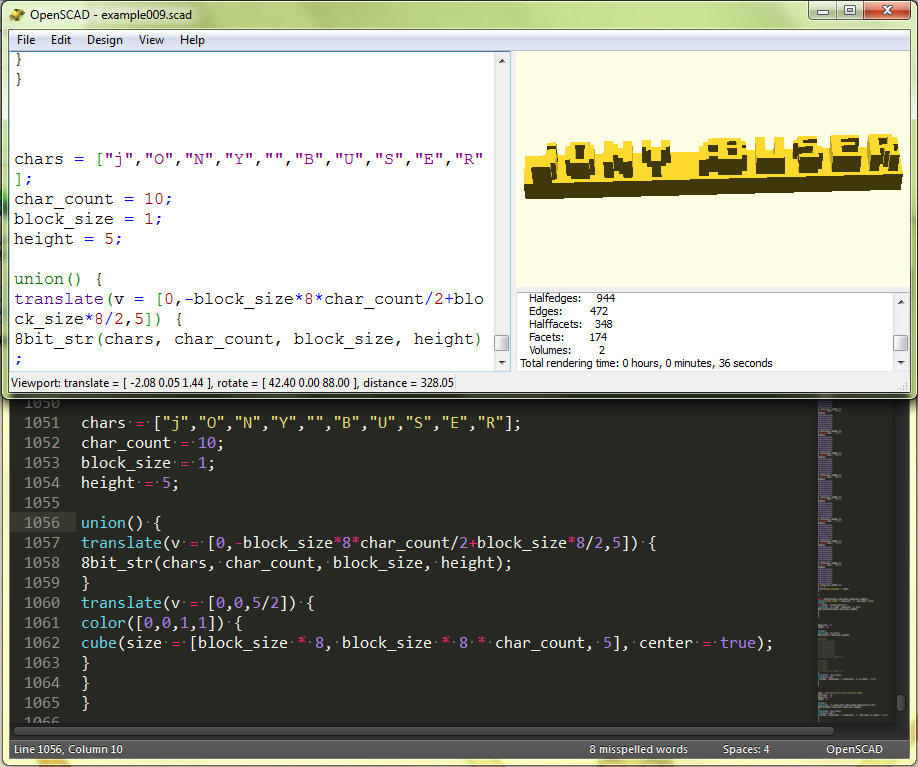 OpenSCAD - example009.scad
File Edit Design View Help
}
}
chars = ["j","O","N","Y","","B","U","S","E","R"
];
char_count = 10;
block_size = 1;
height = 5;
union() {
translate(v = [0,-block_size*8*char_count/2+blo
ck_size*8/2,5]) {
8bit_str(chars, char_count, block_size, height)
;
jONY BUSER
Halfedges: 944
Edges: 472
Halffacets: 348
Facets: 174
Volumes: 2
Total rendering time: 0 hours, 0 minutes, 36 seconds
Viewport: translate = [ -2.08 0.05 1.44 ], rotate = [ 42.40 0.00 88.00 ], distance = 328.05
1050
1051 chars = ["j","O","N","Y","","B","U","S","E","R"];
1052 char_count = 10;
1053 block_size = 1;
1054 height = 5;
1055
1056 union() {
1057 translate(v = [0,-block_size*8*char_count/2+block_size*8/2,5]) {
1058 8bit_str(chars, char_count, block_size, height);
1059 }
1060 translate(v = [0,0,5/2]) {
1061 color([0,0,1,1]) {
1062 cube(size = [block_size * 8, block_size * 8 * char_count, 5], center = true);
1063 }
1064 }
1065 }
1066
Line 1056, Column 10 8 misspelled words Spaces: 4 OpenSCAD